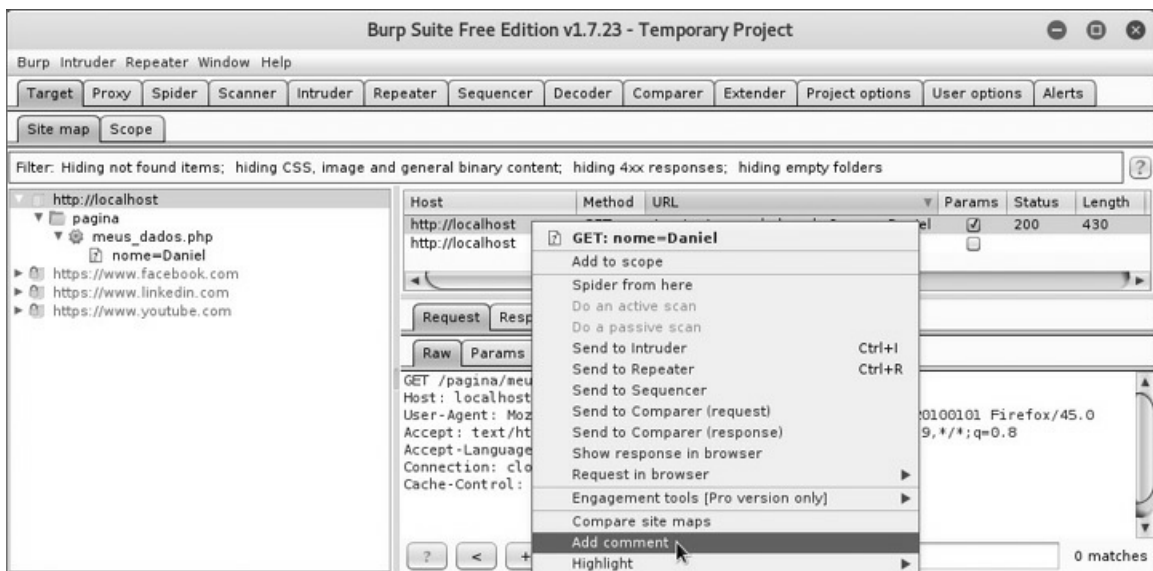 Burp Suite Free Edition v1.7.23 - Temporary Project
Burp Intruder Repeater Window Help
Target Proxy Spider Scanner Intruder Repeater Sequencer Decoder Comparer Extender Project options User options Alerts
Site map Scope
Filter: Hiding not found items; hiding CSS, image and general binary content; hiding 4xx responses; hiding empty folders ?
http://localhost
pagina
meus_dados.php
nome=Daniel
https://www.facebook.com
https://www.linkedin.com
https://www.youtube.com
Host Method URL Params Status Length
http://localhost 200 430
http://localhost
GET: nome=Daniel
Add to scope
Spider from here
Do an active scan
Do a passive scan
Send to Intruder Ctrl+I
Send to Repeater Ctrl+R
Send to Sequencer
Send to Comparer (request)
Send to Comparer (response)
Show response in browser
Request in browser
Engagement tools [Pro version only]
Compare site maps
Add comment
Highlight
Request Resp
Raw Params
GET /pagina/meu
Host: localhost
User-Agent: Moz 20100101 Firefox/45.0
Accept: text/ht 9,*/*;q=0.8
Accept-Language
Connection: clo
Cache-Control:
? < + 0 matches